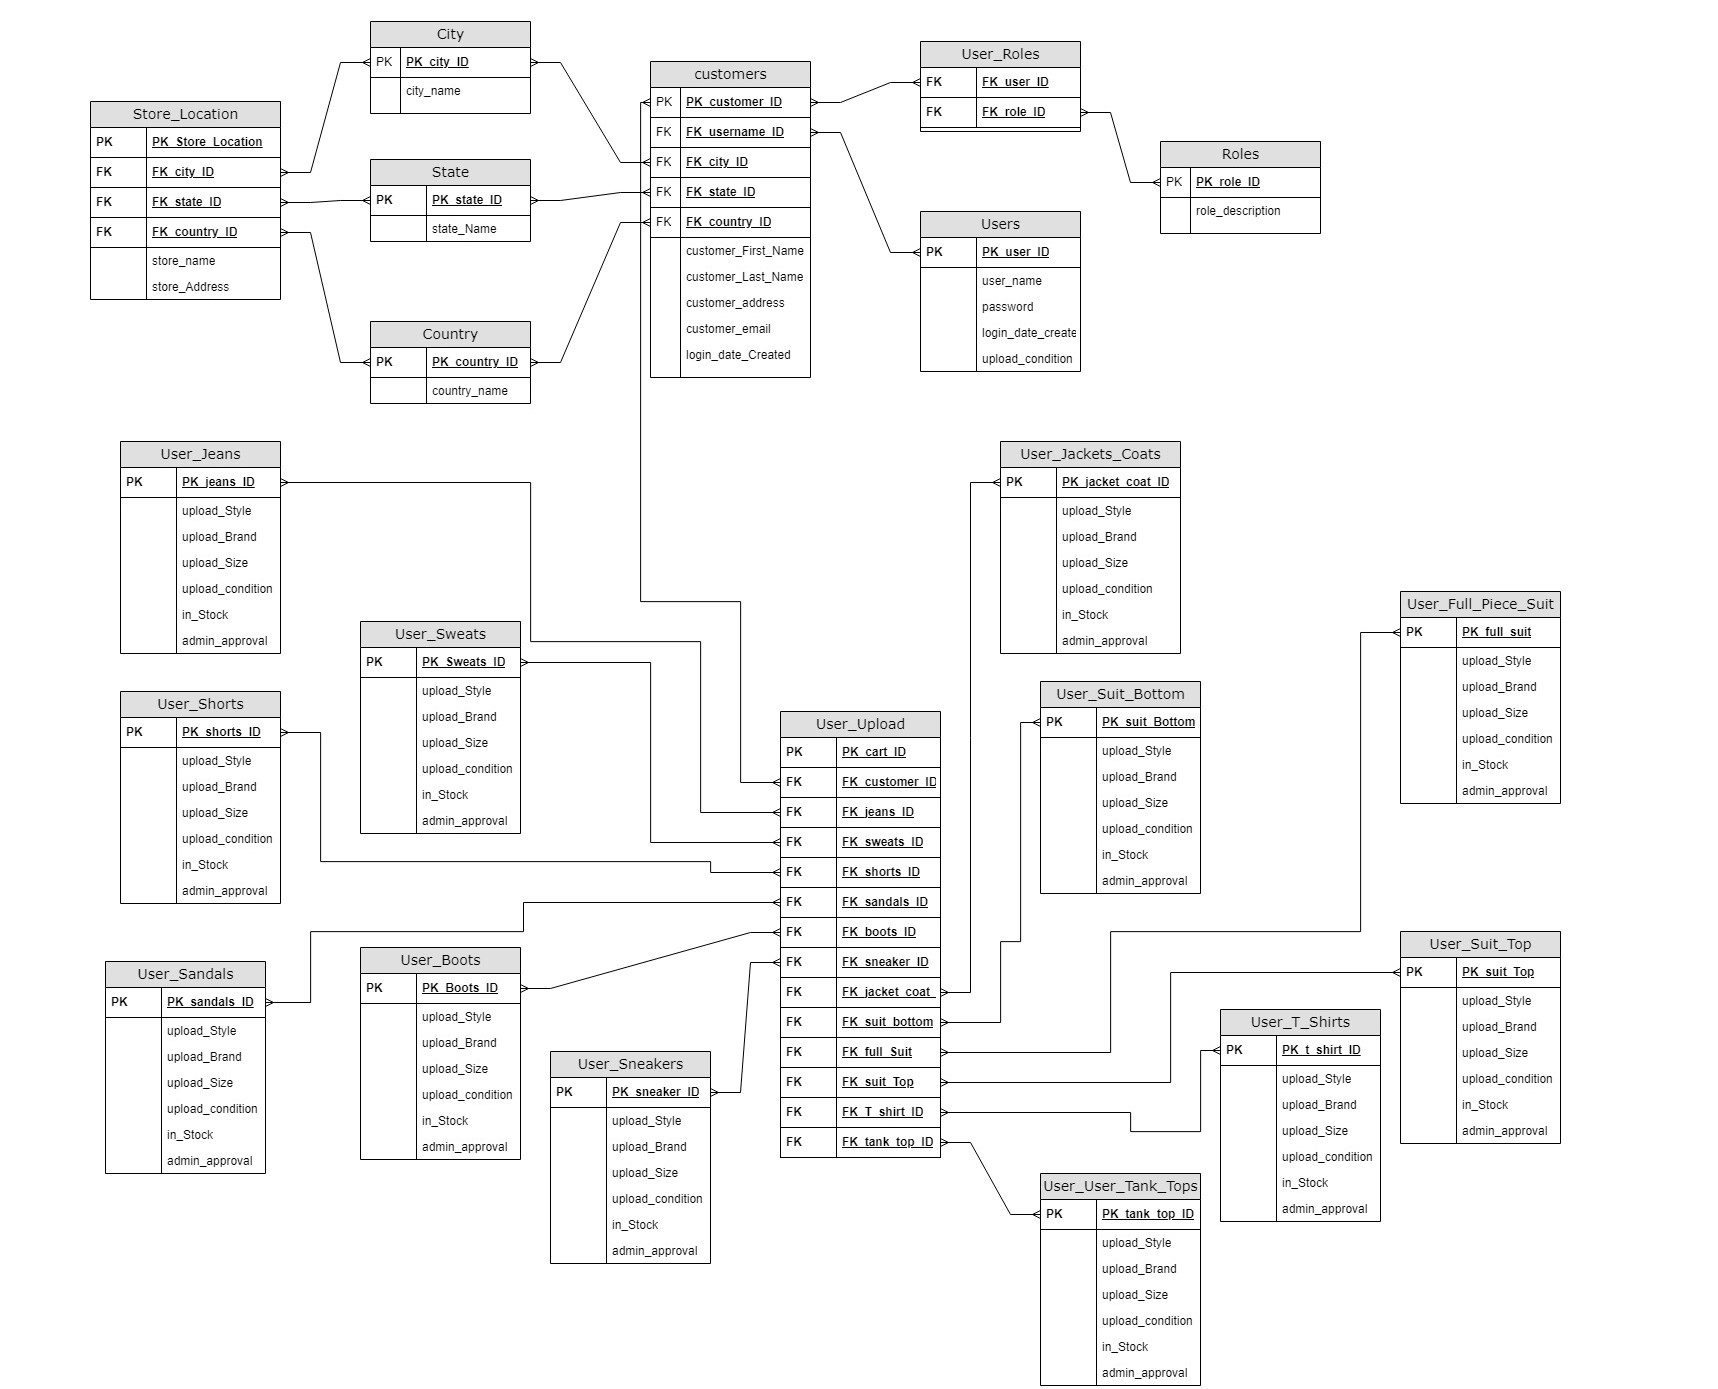 City
PK PK_city_ID
city_name
Store_Location
PK PK_Store_Location
FK FK_city_ID
FK FK_state_ID
FK FK_country_ID
store_name
store_Address
State
PK PK_state_ID
state_Name
Country
PK PK_country_ID
country_name
customers
PK PK_customer_ID
FK FK_username_ID
FK FK_city_ID
FK FK_state_ID
FK FK_country_ID
customer_First_Name
customer_Last_Name
customer_address
customer_email
login_date_Created
User_Roles
FK FK_user_ID
FK FK_role_ID
Roles
PK PK_role_ID
role_description
Users
PK PK_user_ID
user_name
password
login_date_create
upload_condition
User_Jeans
PK PK_jeans_ID
upload_Style
upload_Brand
upload_Size
upload_condition
in_Stock
admin_approval
User_Sweats
PK PK_Sweats_ID
upload_Style
upload_Brand
upload_Size
upload_condition
in_Stock
admin_approval
User_Shorts
PK PK_shorts_ID
upload_Style
upload_Brand
upload_Size
upload_condition
in_Stock
admin_approval
User_Sandals
PK PK_sandals_ID
upload_Style
upload_Brand
upload_Size
upload_condition
in_Stock
admin_approval
User_Boots
PK PK_Boots_ID
upload_Style
upload_Brand
upload_Size
upload_condition
in_Stock
admin_approval
User_Sneakers
PK PK_sneaker_ID
upload_Style
upload_Brand
upload_Size
upload_condition
in_Stock
admin_approval
User_Upload
PK PK_cart_ID
FK FK_customer_ID
FK FK_jeans_ID
FK FK_sweats_ID
FK FK_shorts_ID
FK FK_sandals_ID
FK FK_boots_ID
FK FK_sneaker_ID
FK FK_jacket_coat_
FK FK_suit_bottom
FK FK_full_Suit
FK FK_suit_Top
FK FK_T_shirt_ID
FK FK_tank_top_ID
User_Jackets_Coats
PK PK_jacket_coat_ID
upload_Style
upload_Brand
upload_Size
upload_condition
in_Stock
admin_approval
User_Suit_Bottom
PK PK_suit_Bottom
upload_Style
upload_Brand
upload_Size
upload_condition
in_Stock
admin_approval
User_Full_Piece_Suit
PK PK_full_suit
upload_Style
upload_Brand
upload_Size
upload_condition
in_Stock
admin_approval
User_Suit_Top
PK PK_suit_Top
upload_Style
upload_Brand
upload_Size
upload_condition
in_Stock
admin_approval
User_T_Shirts
PK PK_t_shirt_ID
upload_Style
upload_Brand
upload_Size
upload_condition
in_Stock
admin_approval
User_User_Tank_Tops
PK PK_tank_top_ID
upload_Style
upload_Brand
upload_Size
upload_condition
in_Stock
admin_approval